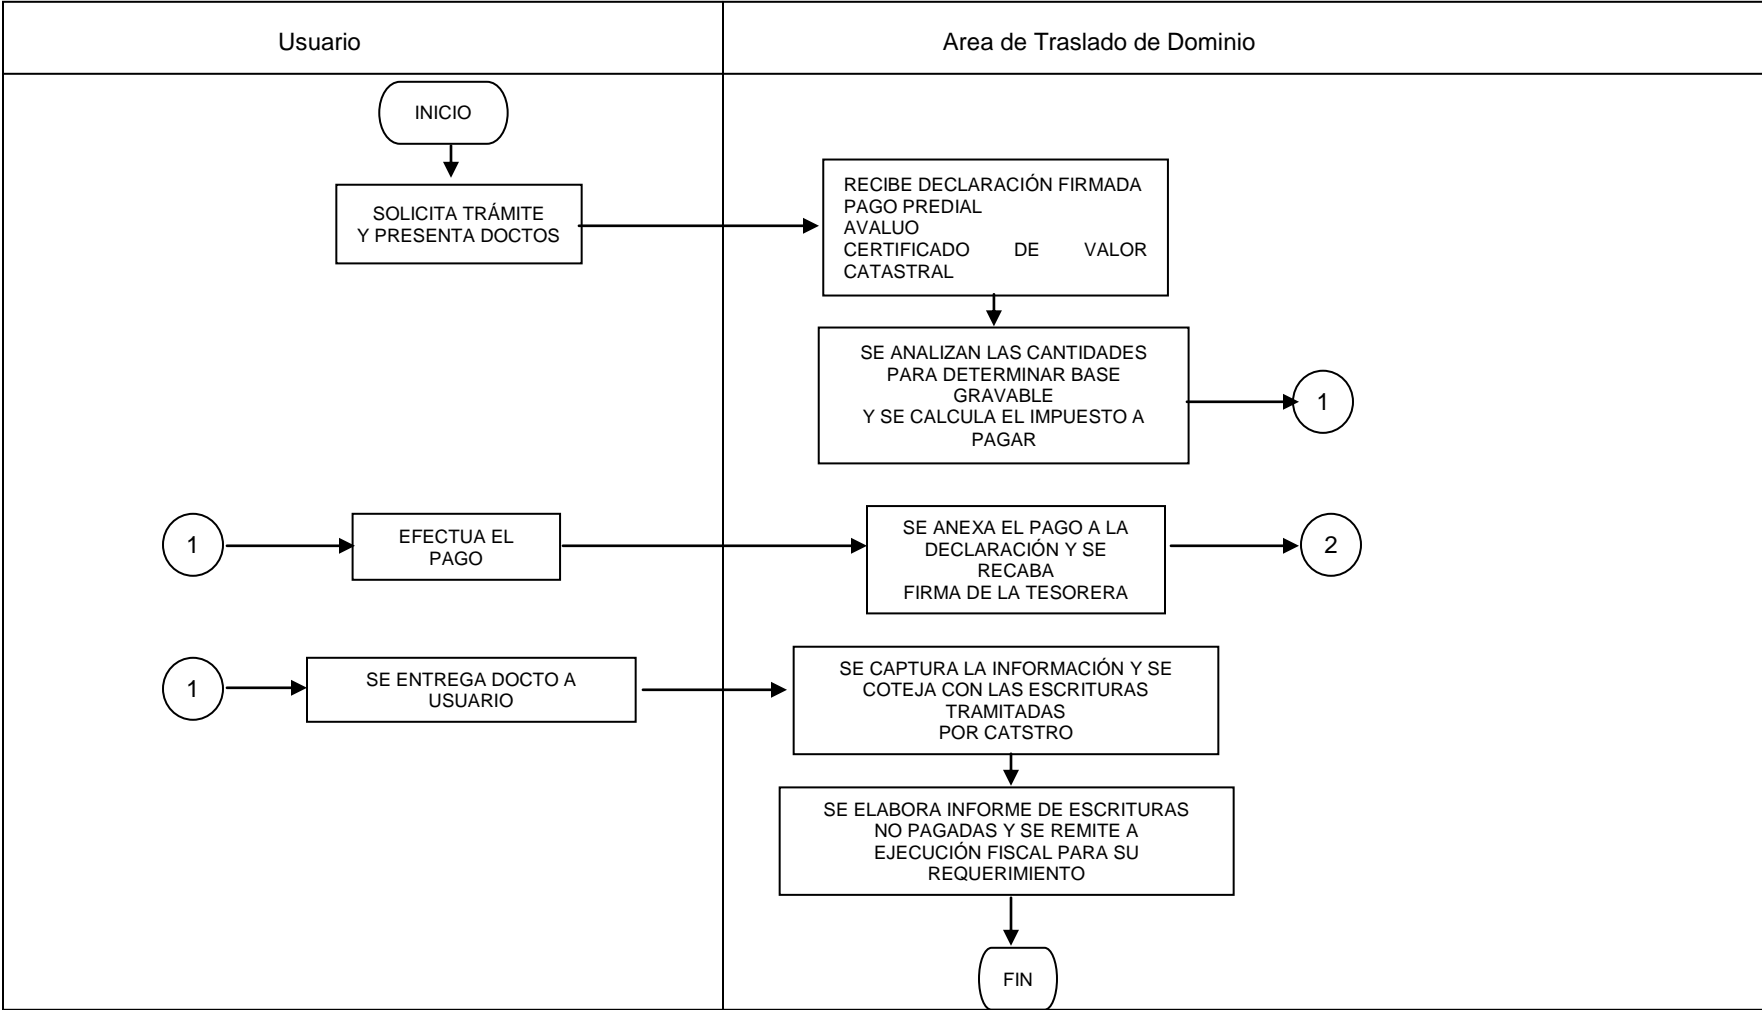 Usuario
Area de Traslado de Dominio
INICIO
SOLICITA TRÁMITE
Y PRESENTA DOCTOS
RECIBE DECLARACIÓN FIRMADA
PAGO PREDIAL
AVALUO
CERTIFICADO DE VALOR
CATASTRAL
SE ANALIZAN LAS CANTIDADES
PARA DETERMINAR BASE
GRAVABLE
Y SE CALCULA EL IMPUESTO A
PAGAR
1
1
EFECTUA EL
PAGO
SE ANEXA EL PAGO A LA
DECLARACIÓN Y SE
RECABA
FIRMA DE LA TESORERA
2
1
SE ENTREGA DOCTO A
USUARIO
SE CAPTURA LA INFORMACIÓN Y SE
COTEJA CON LAS ESCRITURAS
TRAMITADAS
POR CATSTRO
SE ELABORA INFORME DE ESCRITURAS
NO PAGADAS Y SE REMITE A
EJECUCIÓN FISCAL PARA SU
REQUERIMIENTO
FIN